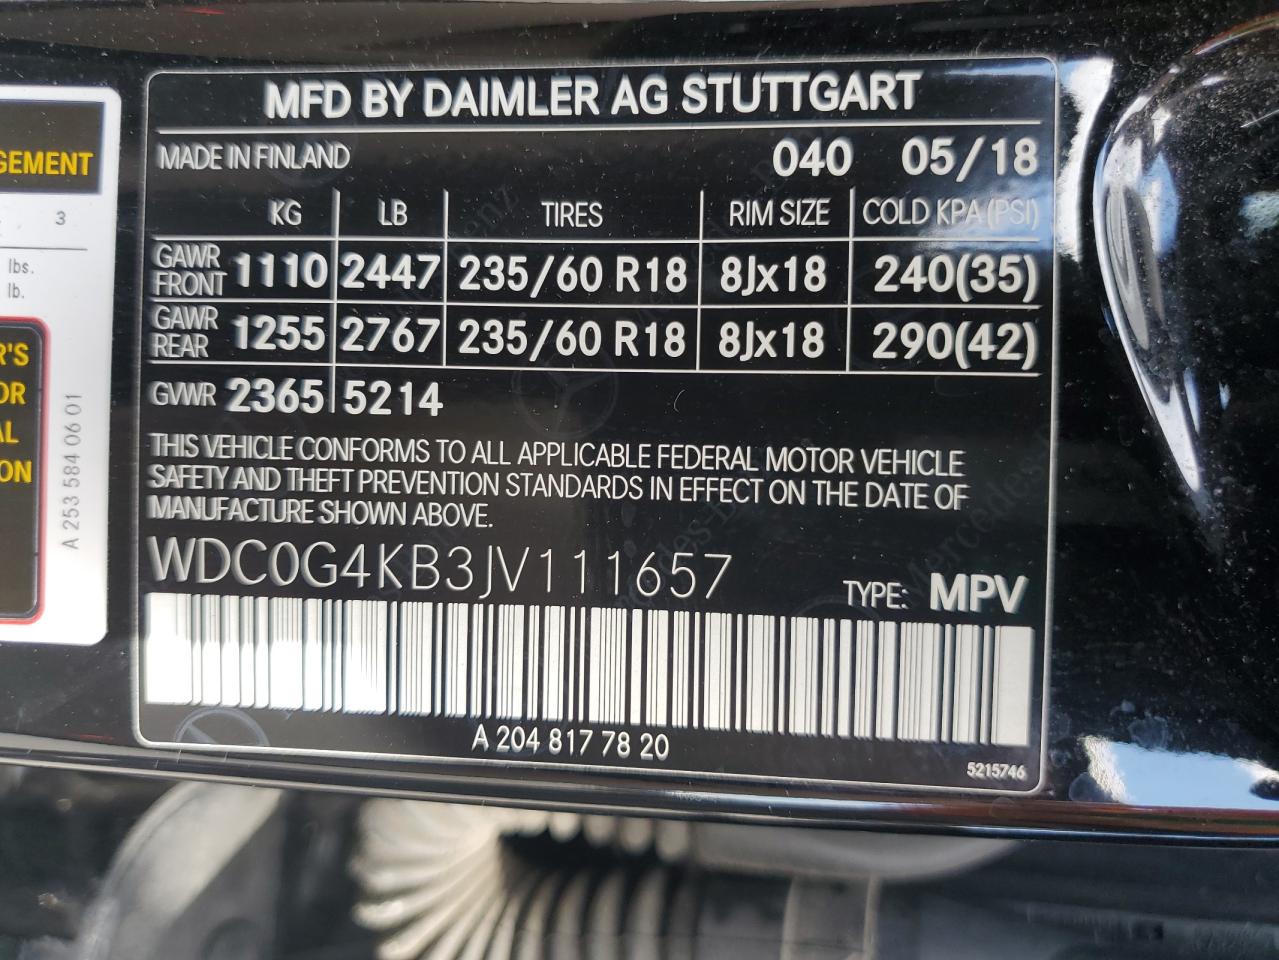 MFD BY DAIMLER AG STUTTGART
MADE IN FINLAND 040 05/18
KG LB TIRES RIM SIZE COLD KPA (PSI)
GAWR FRONT 1110 2447 235/60 R18 8Jx18 240(35)
GAWR REAR 1255 2767 235/60 R18 8Jx18 290(42)
GVWR 2365 5214
THIS VEHICLE CONFORMS TO ALL APPLICABLE FEDERAL MOTOR VEHICLE
SAFETY AND THEFT PREVENTION STANDARDS IN EFFECT ON THE DATE OF
MANUFACTURE SHOWN ABOVE.
WDC0G4KB3JV111657 TYPE: MPV
A 204 817 78 20
5215746
GEMENT
3
lbs.
lb.
R'S
OR
AL
ON
A 253 584 06 01